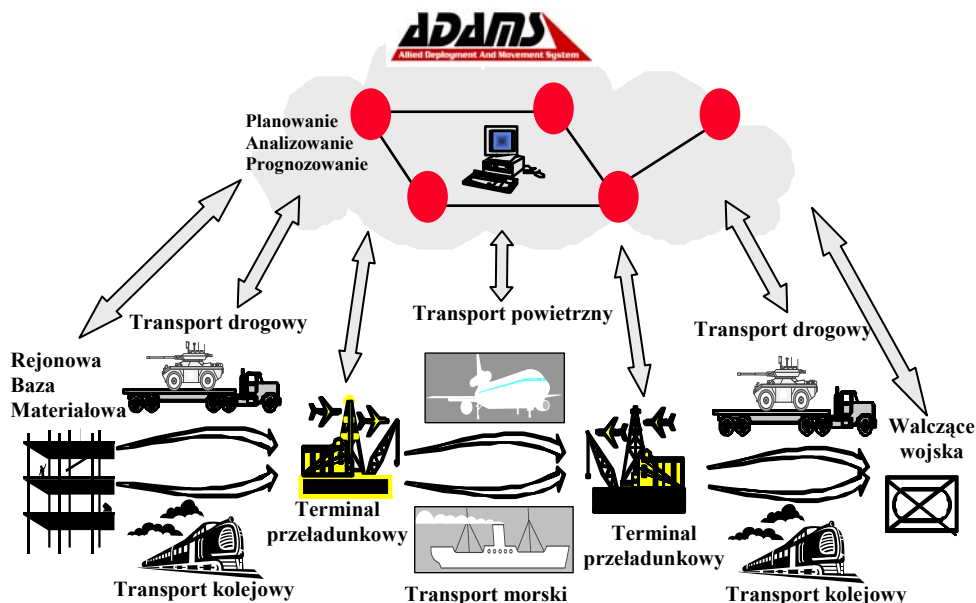 ADAMS
Allied Deployment And Movement System
Planowanie
Analizowanie
Prognozowanie
Transport drogowy
Transport powietrzny
Transport drogowy
Rejonowa
Baza
Materiałowa
Walczące
wojska
Terminal
przeładunkowy
Terminal
przeładunkowy
Transport kolejowy
Transport morski
Transport kolejowy